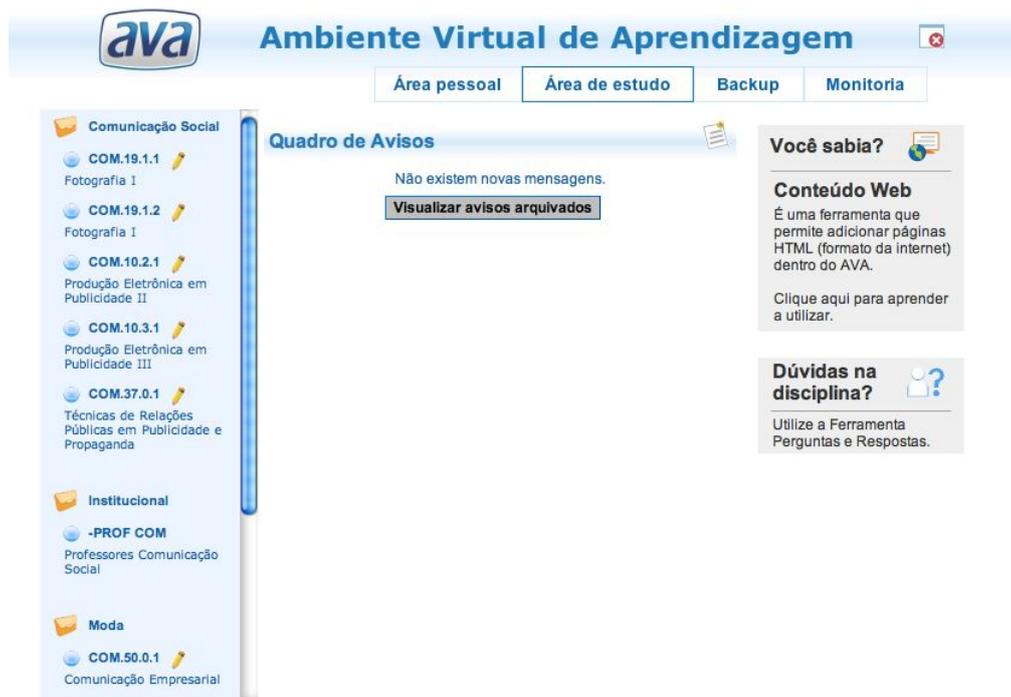 ava
Ambiente Virtual de Aprendizagem
Área pessoal
Área de estudo
Backup
Monitoria
Comunicação Social
COM.19.1.1
Fotografia I
COM.19.1.2
Fotografia I
COM.10.2.1
Produção Eletrônica em
Publicidade II
COM.10.3.1
Produção Eletrônica em
Publicidade III
COM.37.0.1
Técnicas de Relações
Públicas em Publicidade e
Propaganda
Institucional
-PROF COM
Professores Comunicação
Social
Moda
COM.50.0.1
Comunicação Empresarial
Quadro de Avisos
Não existem novas mensagens.
Visualizar avisos arquivados
Você sabia?
Conteúdo Web
É uma ferramenta que
permite adicionar páginas
HTML (formato da internet)
dentro do AVA.
Clique aqui para aprender
a utilizar.
Dúvidas na
disciplina?
Utilize a Ferramenta
Perguntas e Respostas.